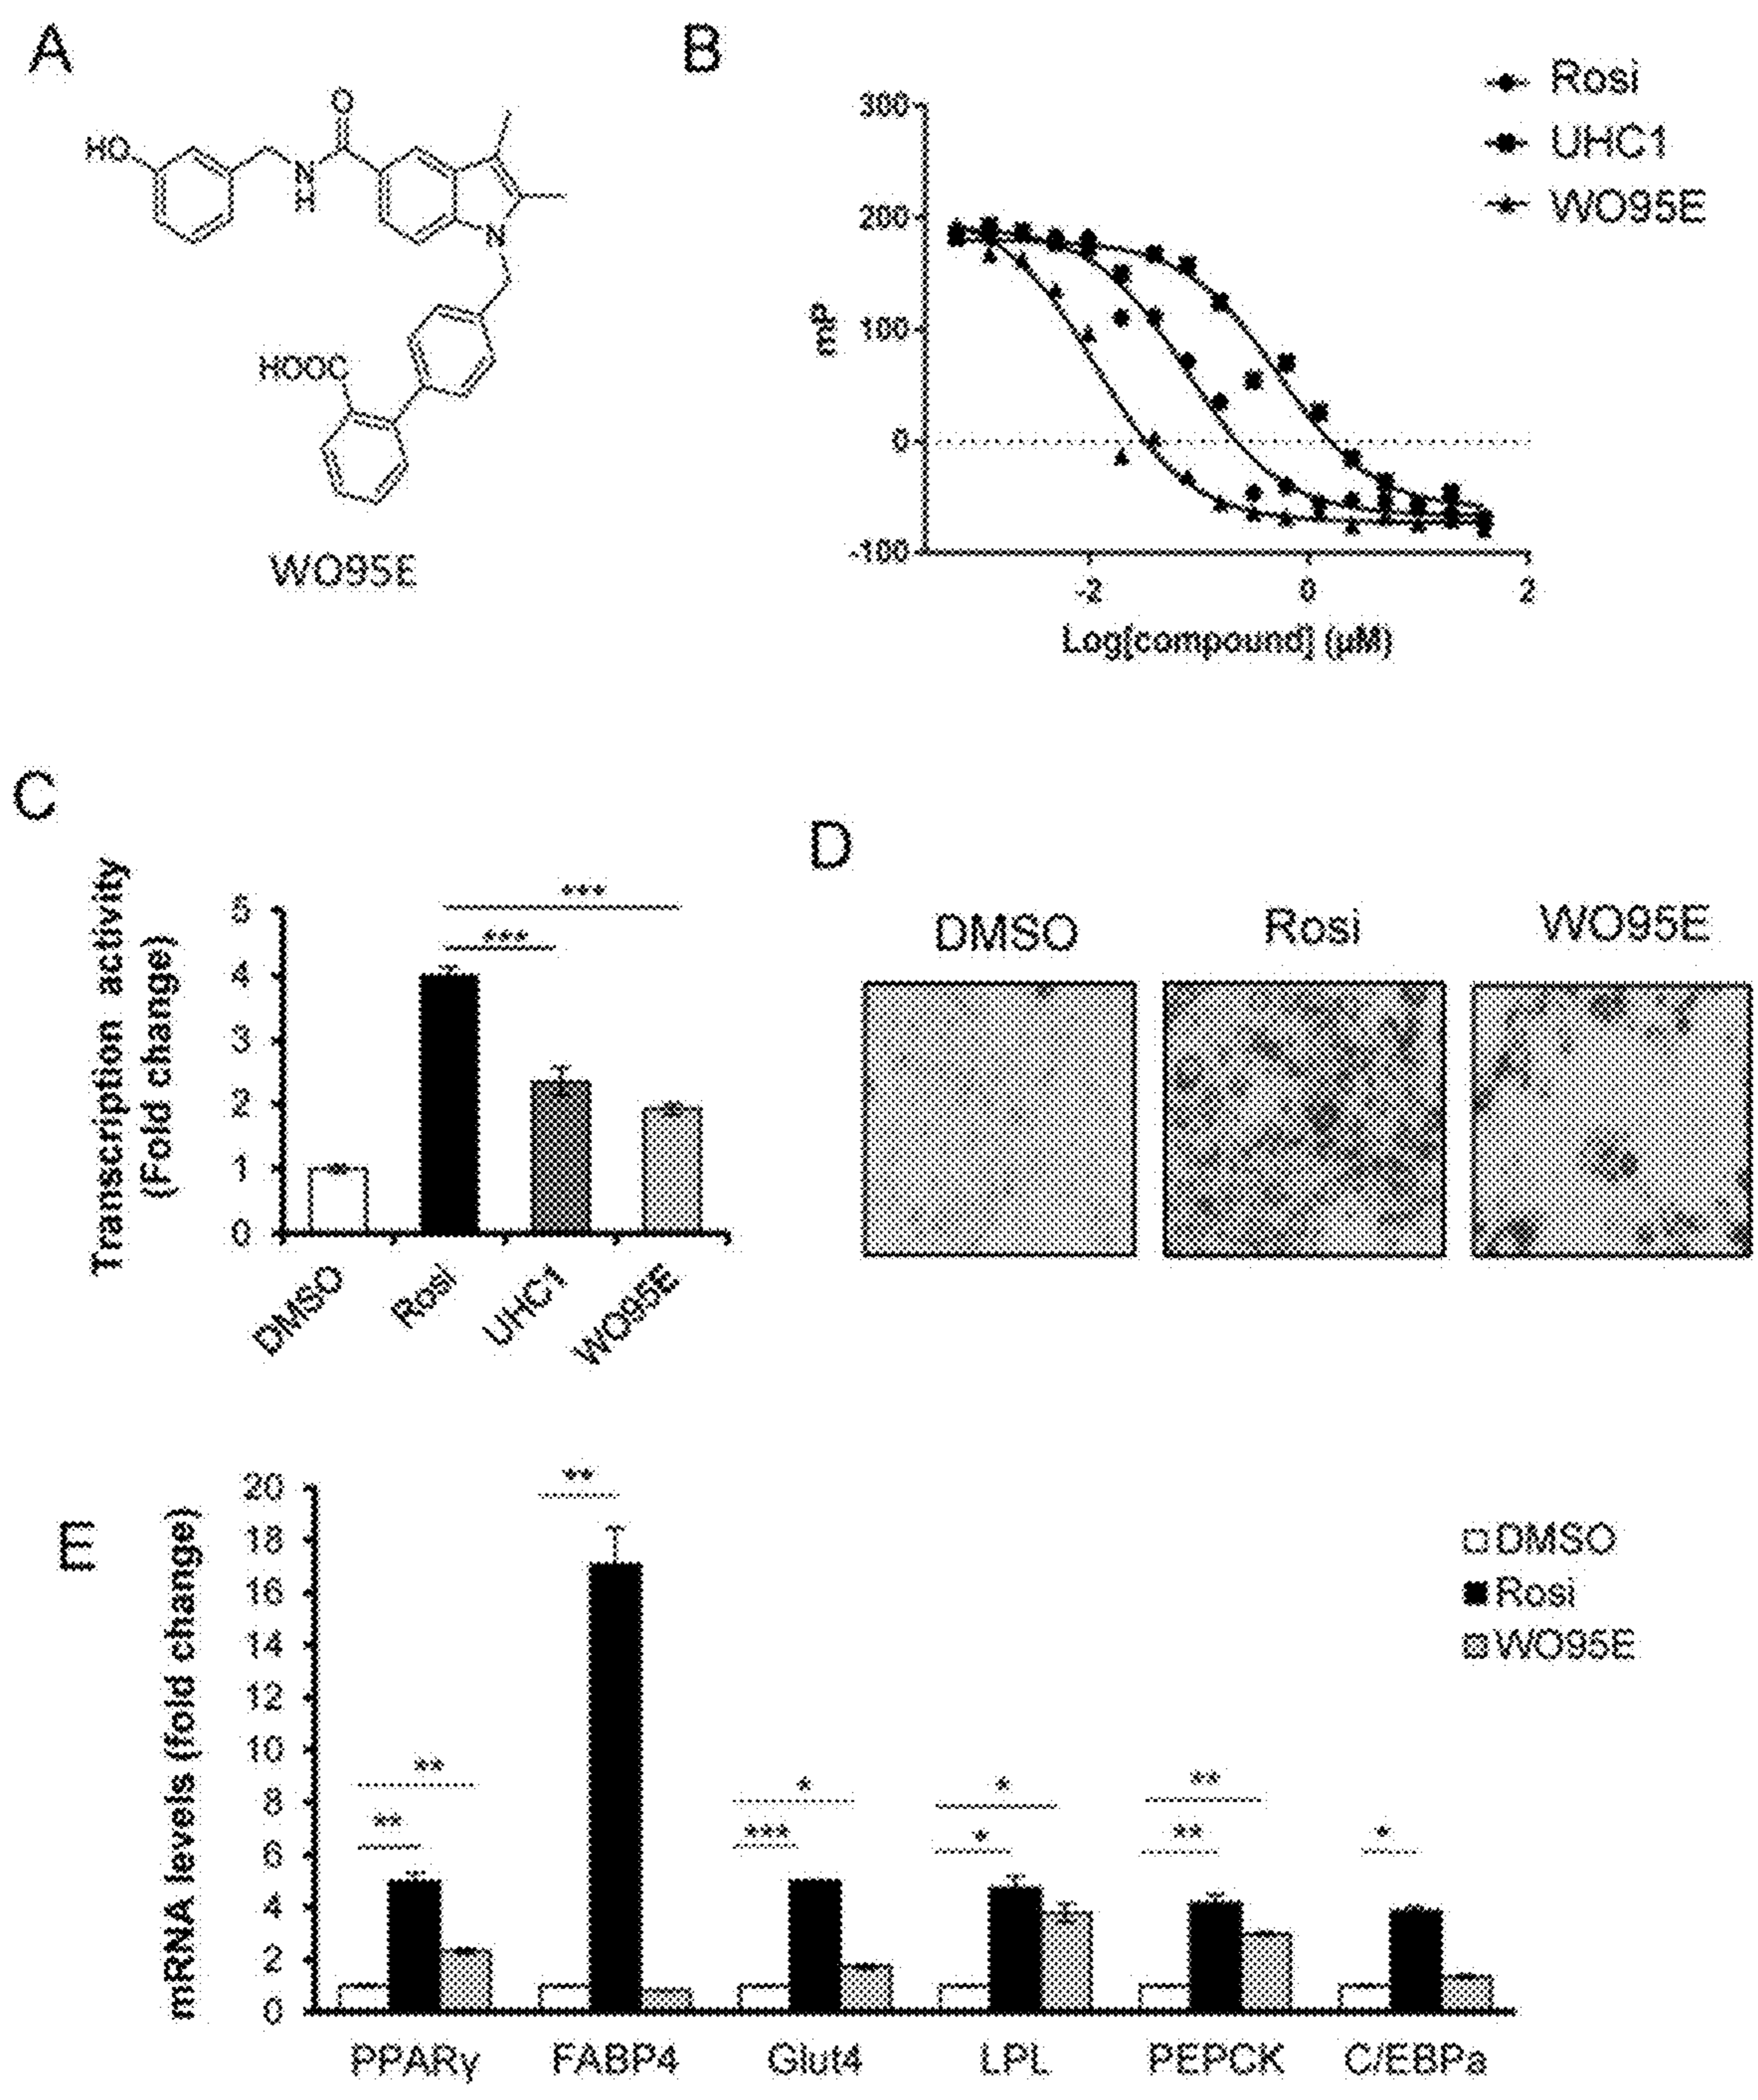 A
HO
O
N
H
N
HOOC
WO95E
B
Rosi
UHC1
WO95E
300
200
100
0
-100
mP
-2
0
2
Log[compound] (µM)
C
Transcription activity
(Fold change)
5
4
3
2
1
0
***
***
DMSO
Rosi
UHC1
WO95E
D
DMSO
Rosi
WO95E
E
mRNA levels (fold change)
20
18
16
14
12
10
8
6
4
2
0
**
**
**
*
***
*
*
**
**
*
DMSO
Rosi
WO95E
PPARγ
FABP4
Glut4
LPL
PEPCK
C/EBPa